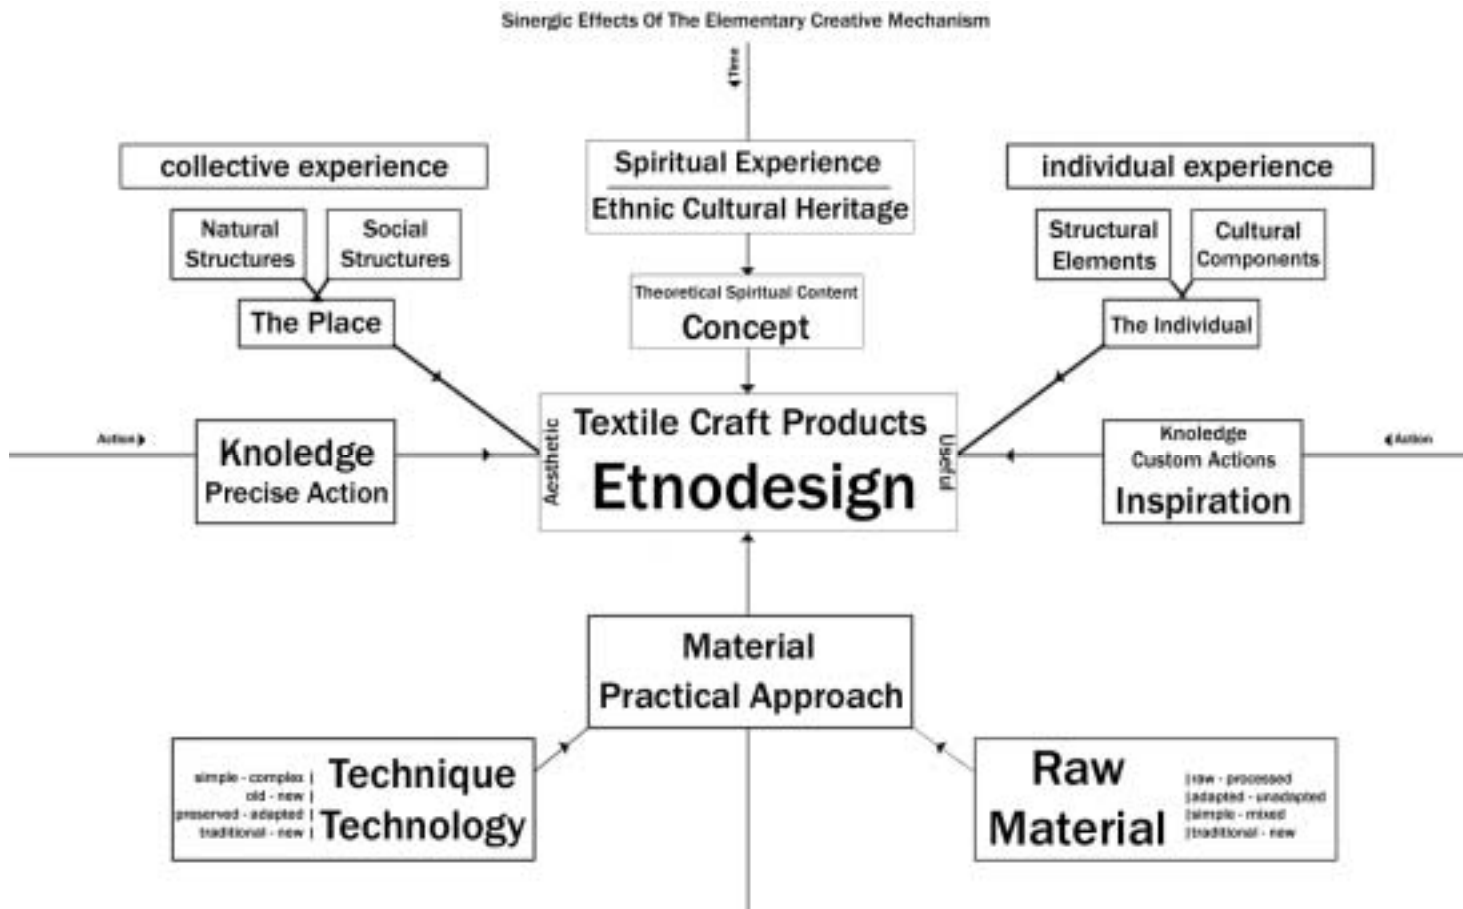 Sinergic Effects Of The Elementary Creative Mechanism
Time
collective experience
Natural
Structures
Social
Structures
The Place
Spiritual Experience
Ethnic Cultural Heritage
Theoretical Spiritual Content
Concept
individual experience
Structural
Elements
Cultural
Components
The Individual
Action
Knoledge
Precise Action
Aesthetic
Textile Craft Products
Etnodesign
Useful
Knoledge
Custom Actions
Inspiration
Action
Material
Practical Approach
simple - complex |
old - new |
preserved - adapted |
traditional - new |
Technique
Technology
Raw
Material
| raw - processed
| adapted - unadapted
| simple - mixed
| traditional - new